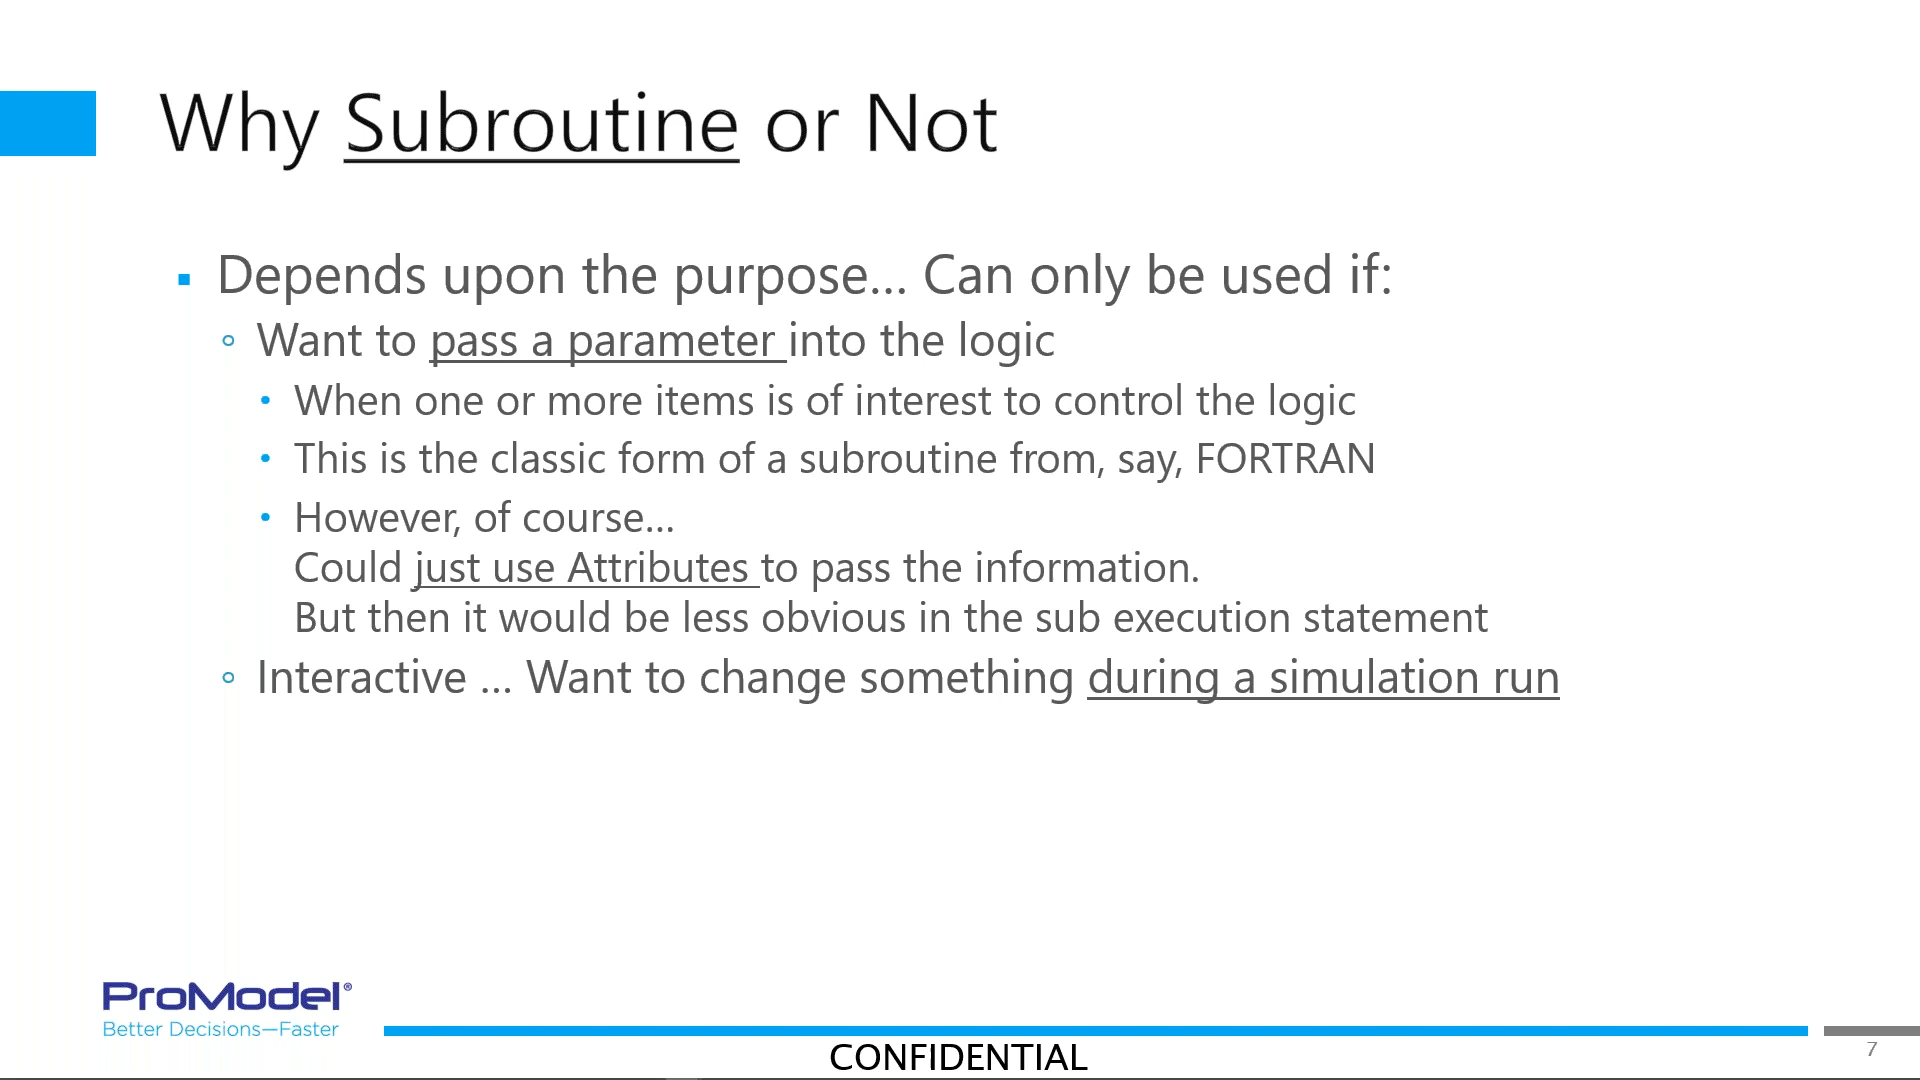 Why Subroutine or Not
Depends upon the purpose... Can only be used if:
Want to pass a parameter into the logic
When one or more items is of interest to control the logic
This is the classic form of a subroutine from, say, FORTRAN
However, of course...
Could just use Attributes to pass the information.
But then it would be less obvious in the sub execution statement
Interactive ... Want to change something during a simulation run
ProModel®
Better Decisions—Faster
CONFIDENTIAL
7